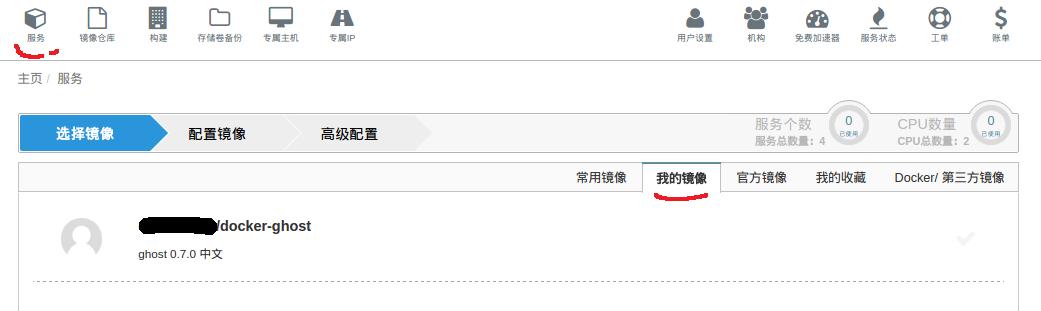 服务 镜像仓库 构建 存储卷备份 专属主机 专属IP 用户设置 机构 免费加速器 服务状态 工单 账单
主页 / 服务
选择镜像 配置镜像 高级配置 服务个数 0 CPU数量 0
服务总数量：4 已使用 CPU总数量：2 已使用
常用镜像 我的镜像 官方镜像 我的收藏 Docker/ 第三方镜像
/docker-ghost
ghost 0.7.0 中文